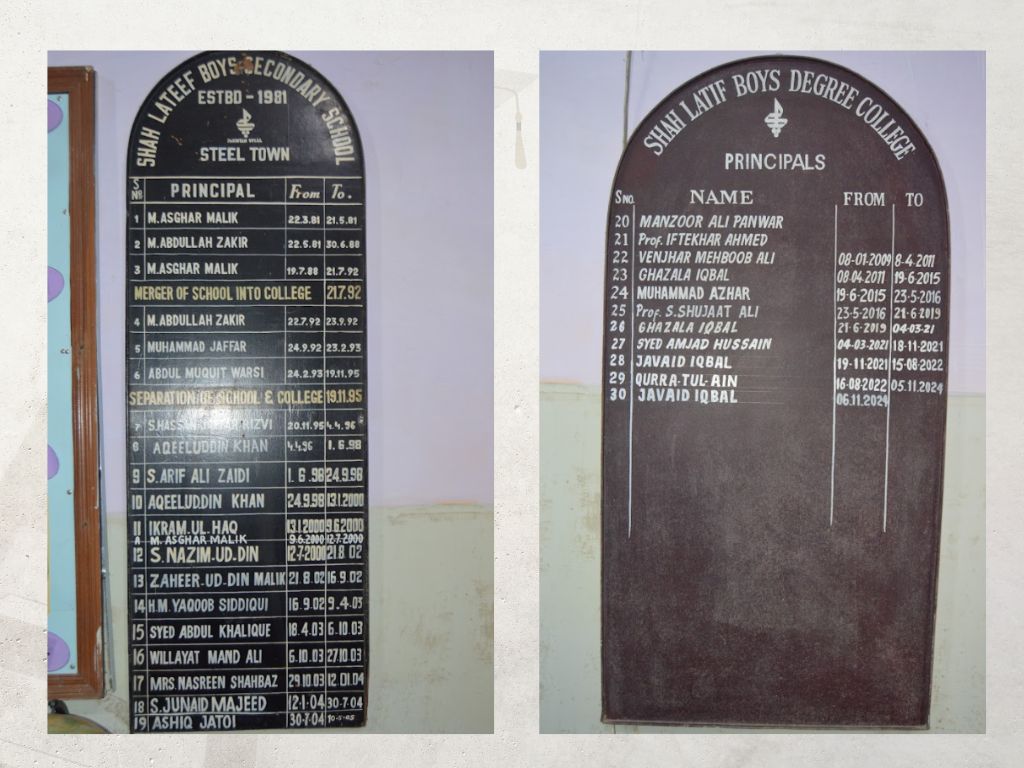 SHAH LATEEF BOYS SECONDARY SCHOOL
ESTBD - 1981
PAKISTAN STEEL
STEEL TOWN
S NO. PRINCIPAL From To.
1 M.ASGHAR MALIK 22.3.81 21.5.81
2 M.ABDULLAH ZAKIR 22.5.81 30.6.88
3 M.ASGHAR MALIK 19.7.88 21.7.92
MERGER OF SCHOOL INTO COLLEGE 21.7.92
4 M.ABDULLAH ZAKIR 22.7.92 23.9.92
5 MUHAMMAD JAFFAR 24.9.92 23.2.93
6 ABDUL MUQUIT WARSI 24.2.93 19.11.95
SEPARATION OF SCHOOL & COLLEGE 19.11.95
7 S.HASSAN RIZVI 20.11.95 4.4.96
8 AQEELUDDIN KHAN 4.4.96 1.6.98
9 S.ARIF ALI ZAIDI 1.6.98 24.9.98
10 AQEELUDDIN KHAN 24.9.98 13.1.2000
11 IKRAM.UL.HAQ 13.1.2000 9.6.2000
A M.ASGHAR MALIK 9.6.2000 12.7.2000
12 S.NAZIM.UD.DIN 12.7.2000 21.8.02
13 ZAHEER.UD.DIN MALIK 21.8.02 16.9.02
14 H.M.YAQOOB SIDDIQUI 16.9.02 9.4.03
15 SYED ABDUL KHALIQUE 18.4.03 6.10.03
16 WILLAYAT MAND ALI 6.10.03 27.10.03
17 MRS.NASREEN SHAHBAZ 29.10.03 12.01.04
18 S.JUNAID MAJEED 12.1.04 30.7.04
19 ASHIQ JATOI 30.7.04
SHAH LATIF BOYS DEGREE COLLEGE
PRINCIPALS
S NO. NAME FROM TO
20 MANZOOR ALI PANWAR
21 Prof. IFTEKHAR AHMED
22 VENJHAR MEHBOOB ALI 08-01-2009 8-4-2011
23 GHAZALA IQBAL 08.04.2011 19-6-2015
24 MUHAMMAD AZHAR 19-6-2015 23-5-2016
25 Prof. S.SHUJAAT ALI 23-5-2016 21-6-2019
26 GHAZALA IQBAL 21-6-2019 04-03-21
27 SYED AMJAD HUSSAIN 04-03-2021 18-11-2021
28 JAVAID IQBAL 19-11-2021 15-08-2022
29 QURRA-TUL-AIN 16-08-2022 05.11.2024
30 JAVAID IQBAL 06.11.2024